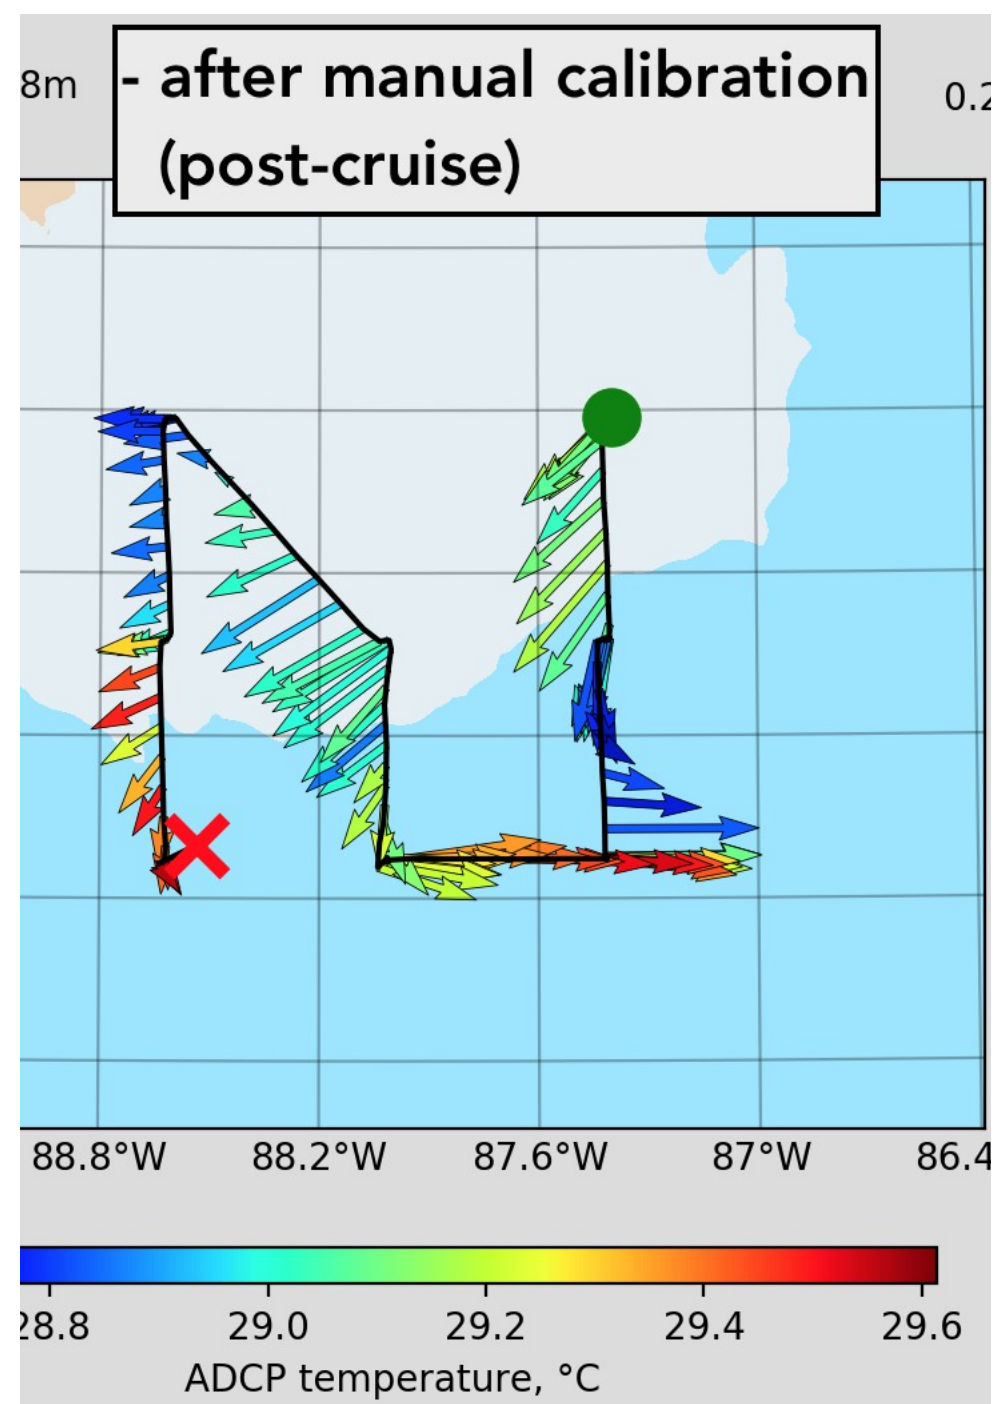 8m
- after manual calibration
(post-cruise)
0.2
88.8°W 88.2°W 87.6°W 87°W 86.4
28.8 29.0 29.2 29.4 29.6
ADCP temperature, °C